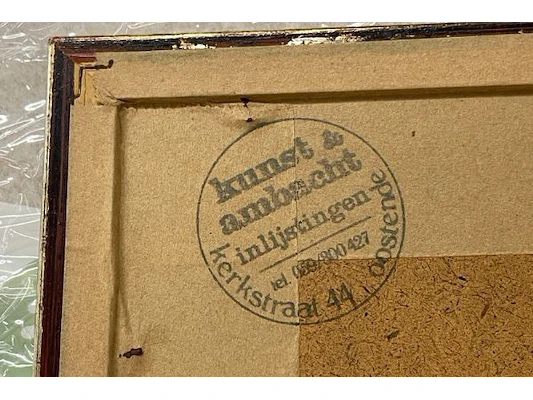 kunst &
ambacht
inlijstingen
tel. 059/800427
kerkstraat 44 oostende